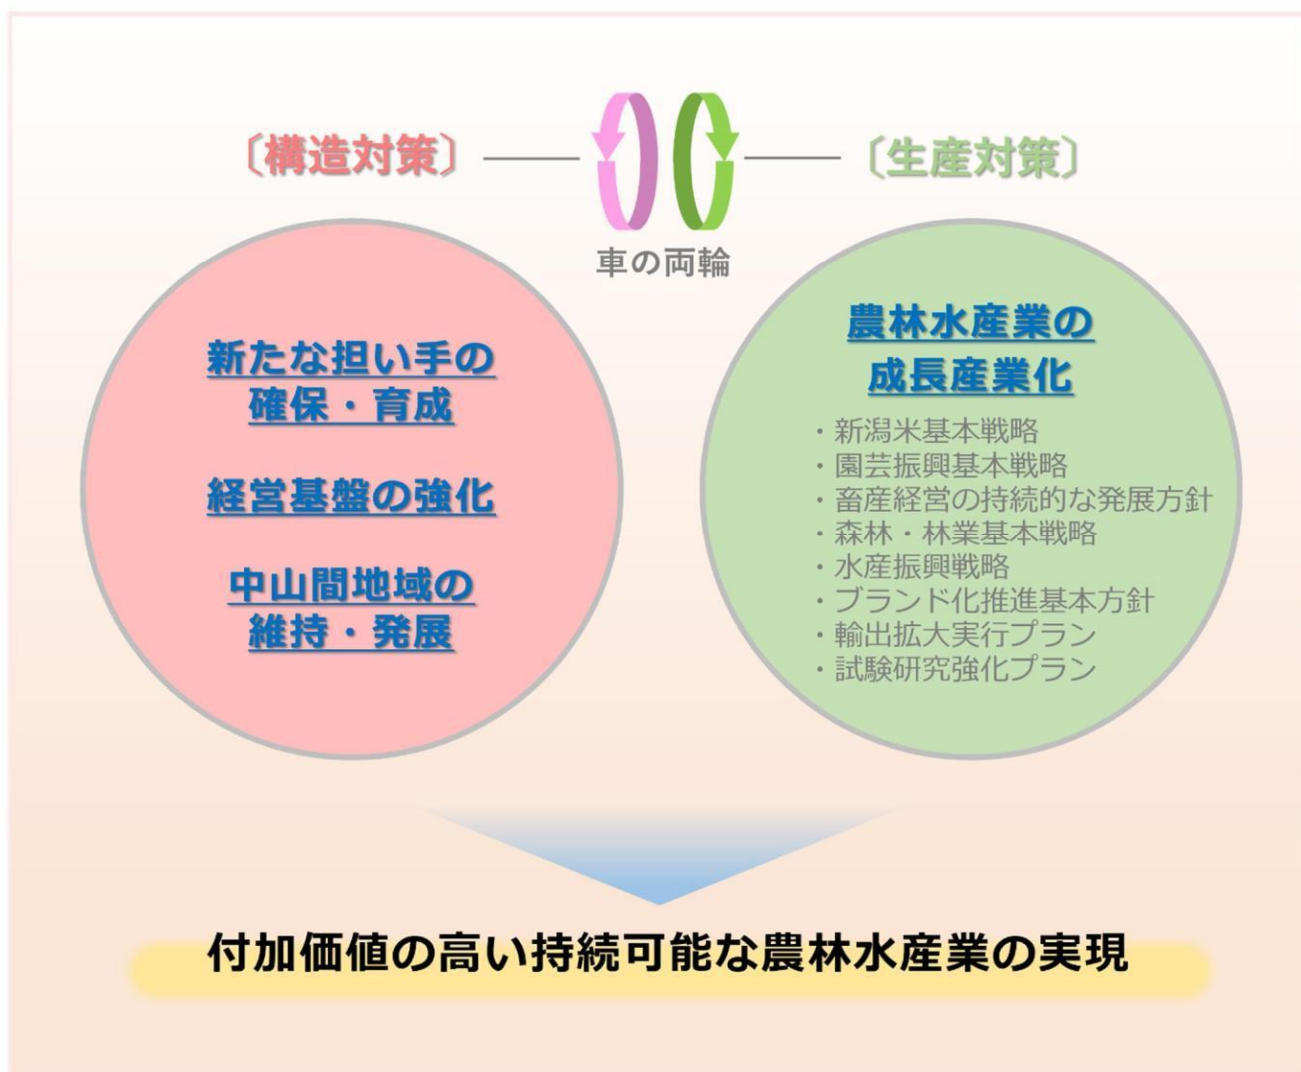 〔構造対策〕
車の両輪
〔生産対策〕
新たな担い手の
確保・育成
経営基盤の強化
中山間地域の
維持・発展
農林水産業の
成長産業化
・新潟米基本戦略
・園芸振興基本戦略
・畜産経営の持続的な発展方針
・森林・林業基本戦略
・水産振興戦略
・ブランド化推進基本方針
・輸出拡大実行プラン
・試験研究強化プラン
付加価値の高い持続可能な農林水産業の実現